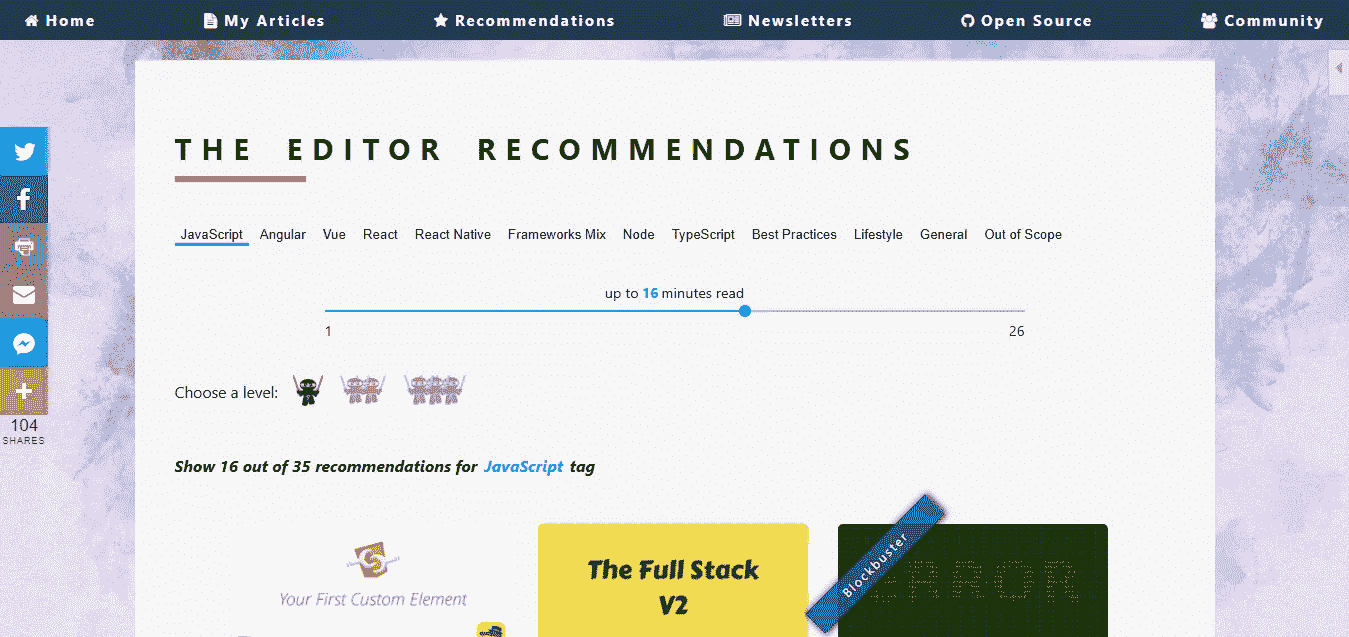 Home My Articles Recommendations Newsletters Open Source Community
THE EDITOR RECOMMENDATIONS
JavaScript Angular Vue React React Native Frameworks Mix Node TypeScript Best Practices Lifestyle General Out of Scope
up to 16 minutes read
1 26
Choose a level:
104
SHARES
Show 16 out of 35 recommendations for JavaScript tag
Your First Custom Element
The Full Stack
V2
Blockbuster
ERROR